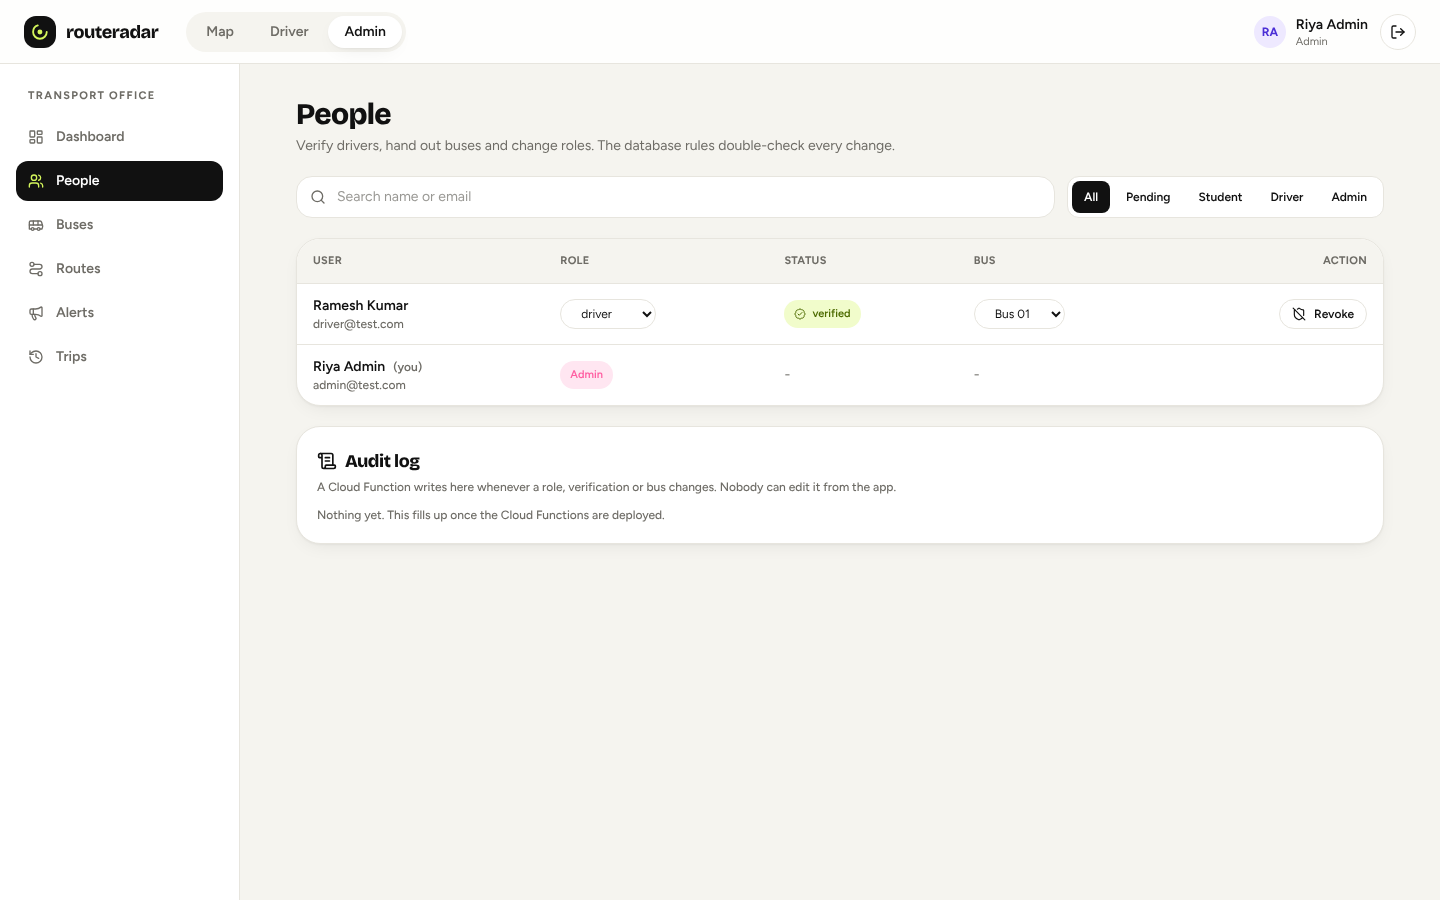 routeradar
Map Driver Admin
RA
Riya Admin
Admin
TRANSPORT OFFICE
Dashboard
People
Buses
Routes
Alerts
Trips
People
Verify drivers, hand out buses and change roles. The database rules double-check every change.
Search name or email
All Pending Student Driver Admin
USER ROLE STATUS BUS ACTION
Ramesh Kumar
driver@test.com
driver verified Bus 01 Revoke
Riya Admin (you)
admin@test.com
Admin - -
Audit log
A Cloud Function writes here whenever a role, verification or bus changes. Nobody can edit it from the app.
Nothing yet. This fills up once the Cloud Functions are deployed.